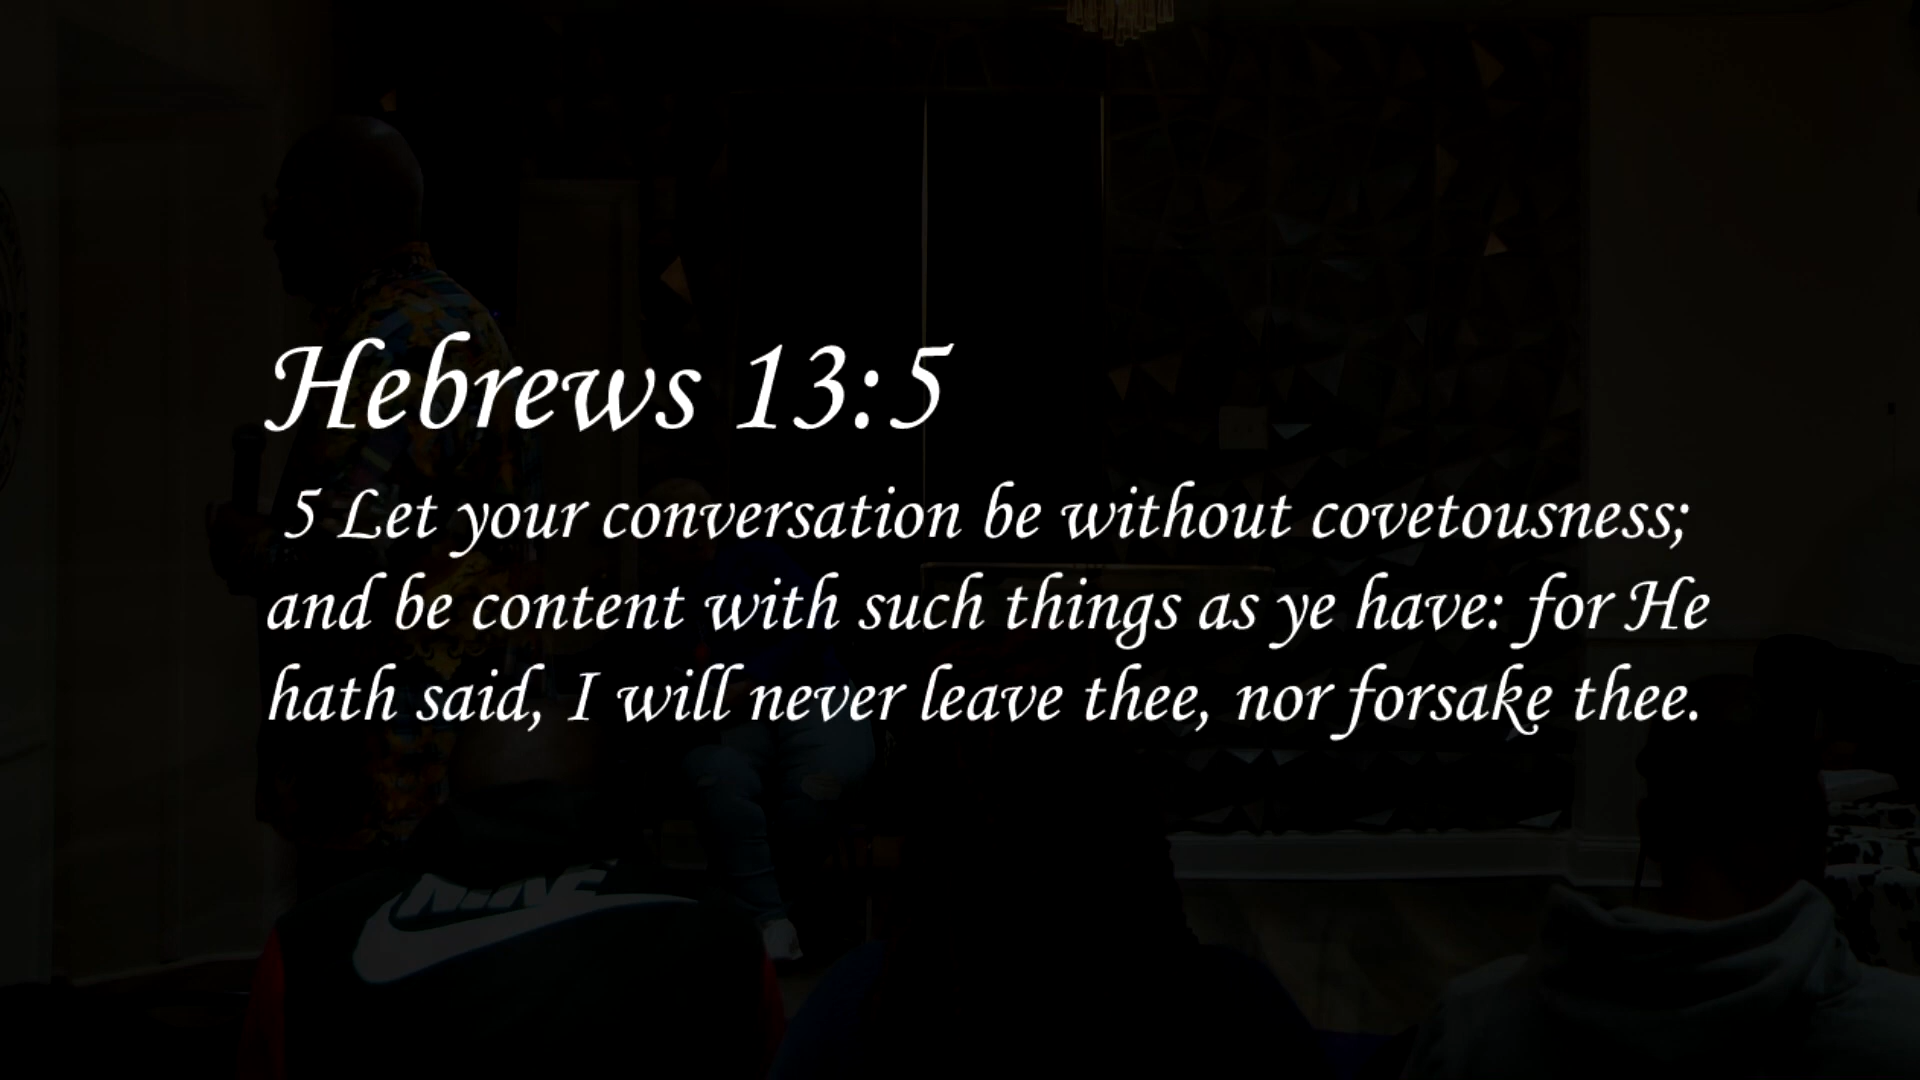 Hebrews 13:5
5 Let your conversation be without covetousness;
and be content with such things as ye have: for He
hath said, I will never leave thee, nor forsake thee.
NIKE